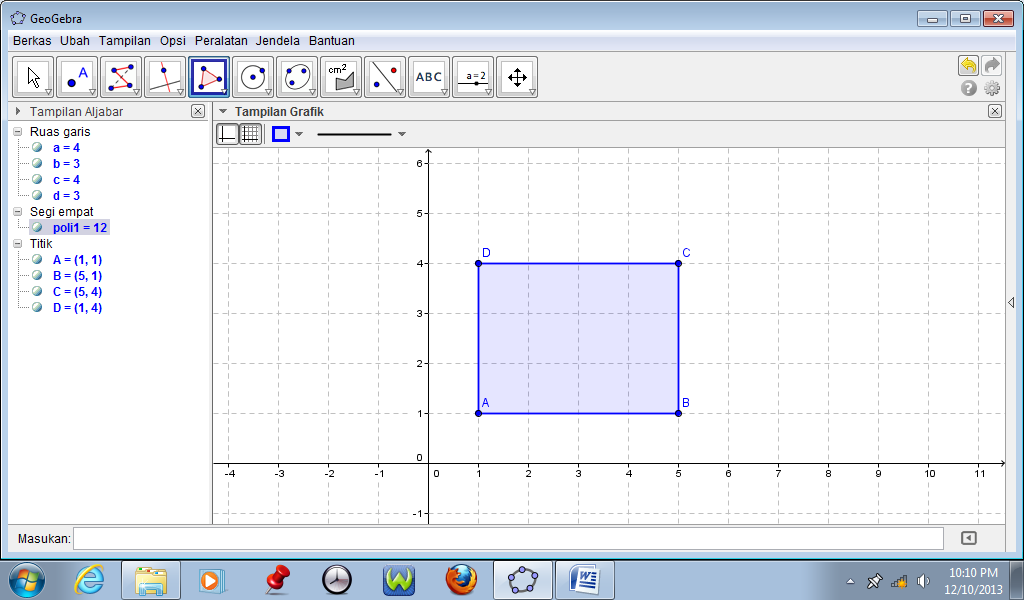 GeoGebra
Berkas Ubah Tampilan Opsi Peralatan Jendela Bantuan
A cm² ABC a=2
Tampilan Aljabar
Tampilan Grafik
Ruas garis
a = 4
b = 3
c = 4
d = 3
Segi empat
poli1 = 12
Titik
A = (1, 1)
B = (5, 1)
C = (5, 4)
D = (1, 4)
6
5
D C
4
3
2
A B
1
0
-4 -3 -2 -1 0 1 2 3 4 5 6 7 8 9 10 11
-1
Masukan:
10:10 PM
12/10/2013